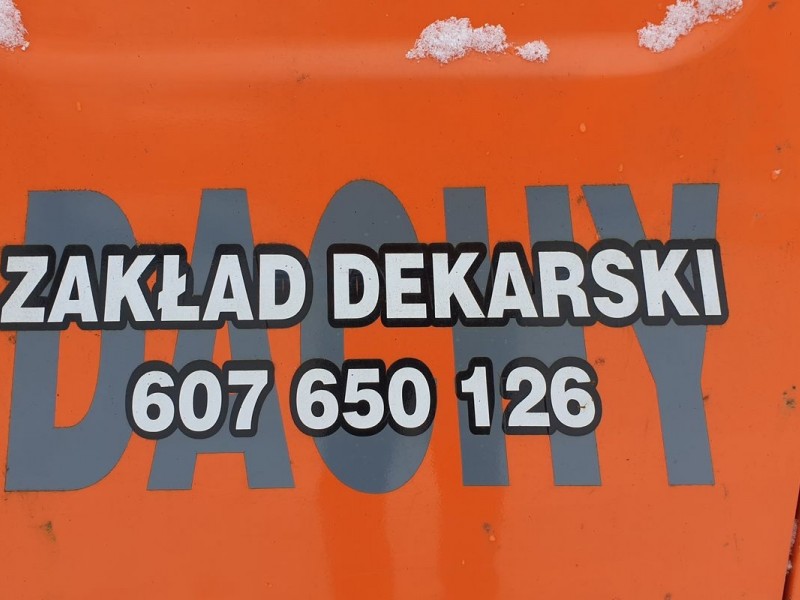 DACHY
ZAKŁAD DEKARSKI
607 650 126